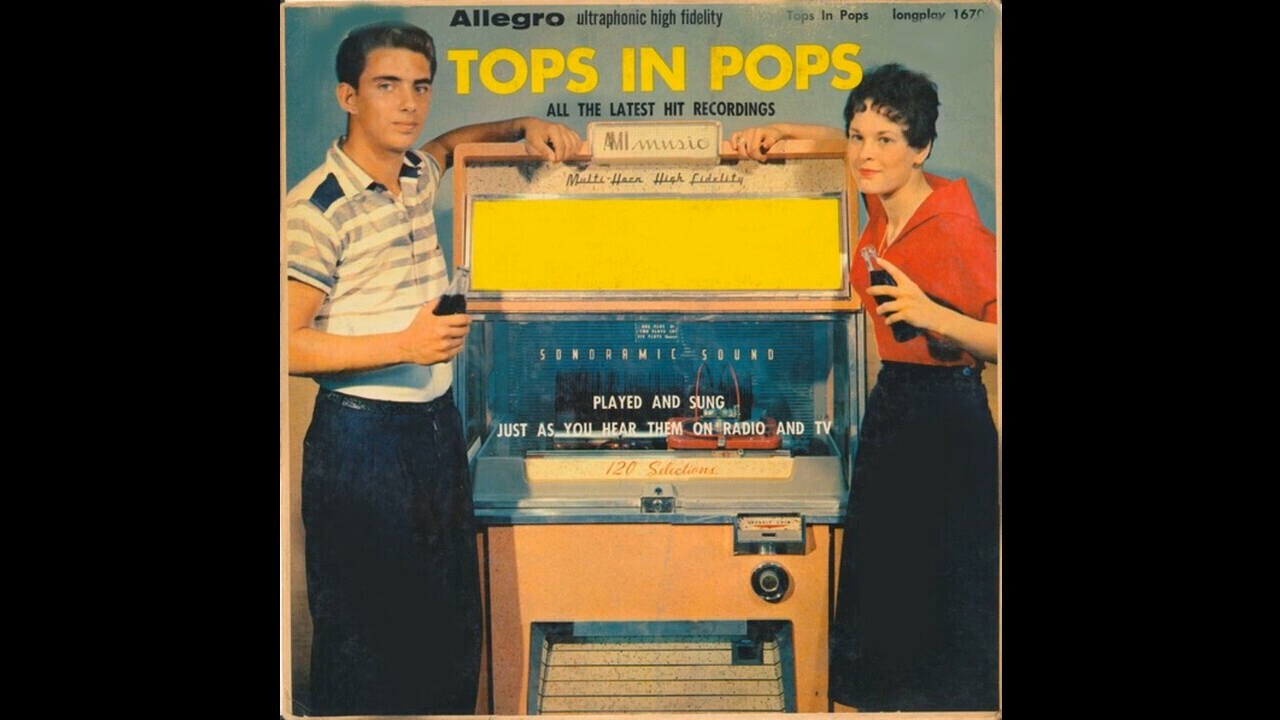 Allegro ultraphonic high fidelity
Tops In Pops longplay
TOPS IN POPS
ALL THE LATEST HIT RECORDINGS
AMI music
Multi-Horn High Fidelity
SONORAMIC SOUND
PLAYED AND SUNG
JUST AS YOU HEAR THEM ON RADIO AND TV
120 Selections